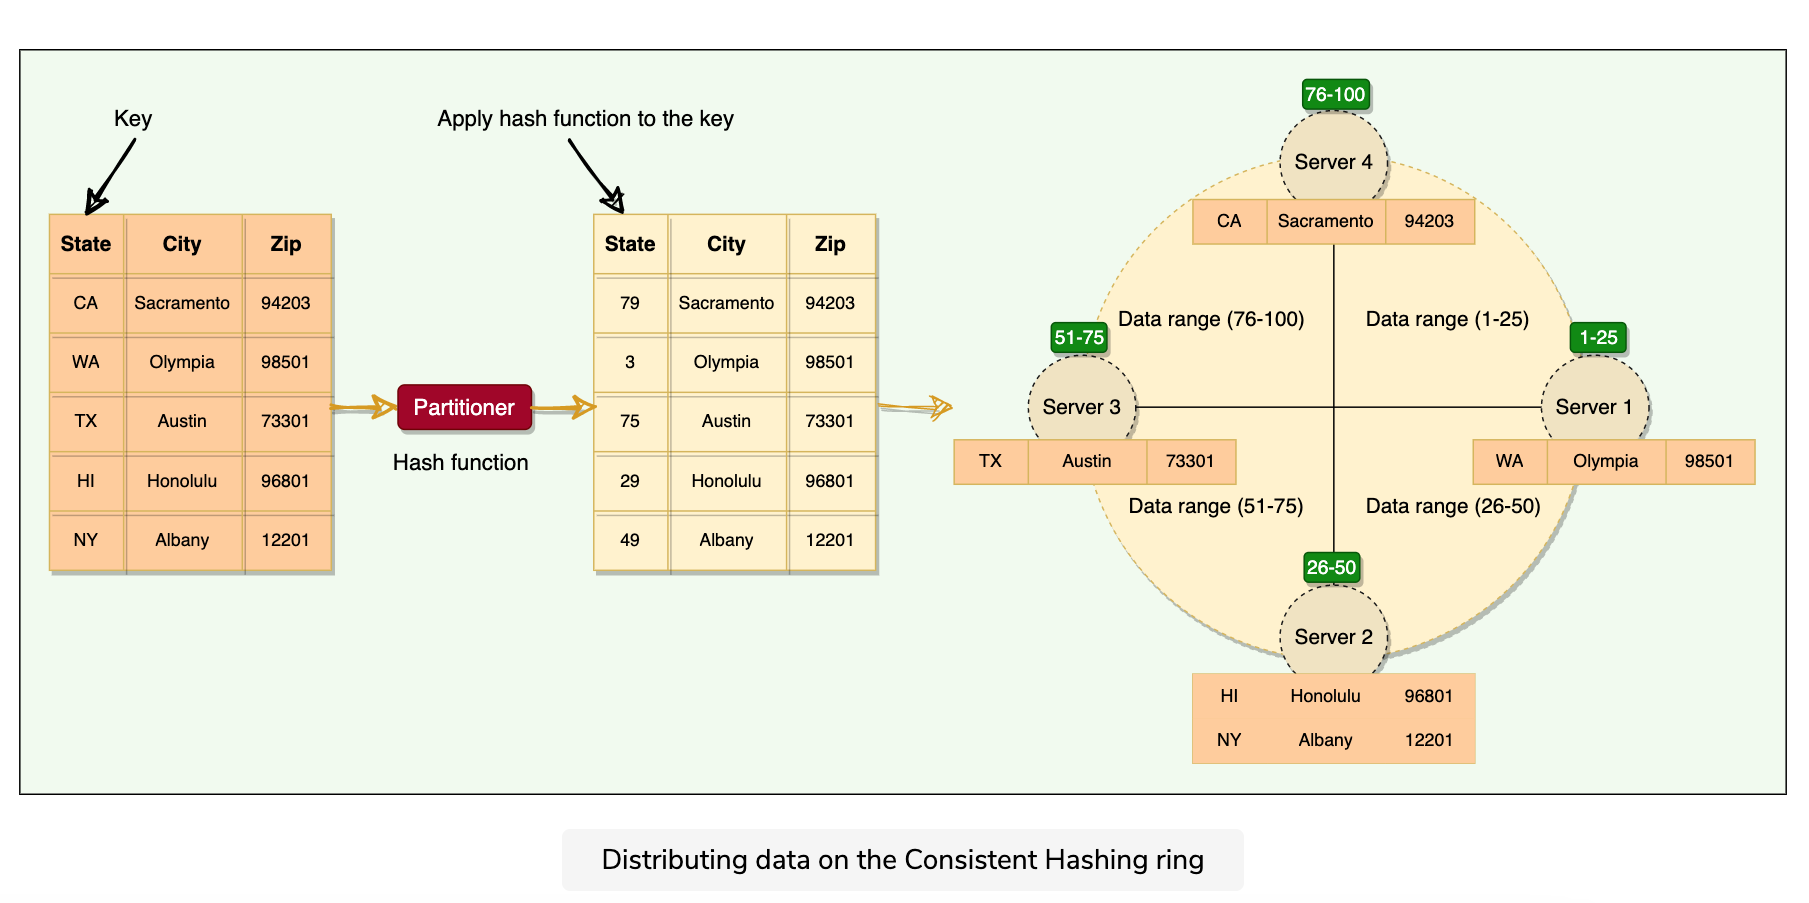 Key
Apply hash function to the key
State City Zip
CA Sacramento 94203
WA Olympia 98501
TX Austin 73301
HI Honolulu 96801
NY Albany 12201
Partitioner
Hash function
State City Zip
79 Sacramento 94203
3 Olympia 98501
75 Austin 73301
29 Honolulu 96801
49 Albany 12201
76-100
Server 4
CA Sacramento 94203
Data range (76-100)
Data range (1-25)
51-75
Server 3
TX Austin 73301
1-25
Server 1
WA Olympia 98501
Data range (51-75)
Data range (26-50)
26-50
Server 2
HI Honolulu 96801
NY Albany 12201
Distributing data on the Consistent Hashing ring